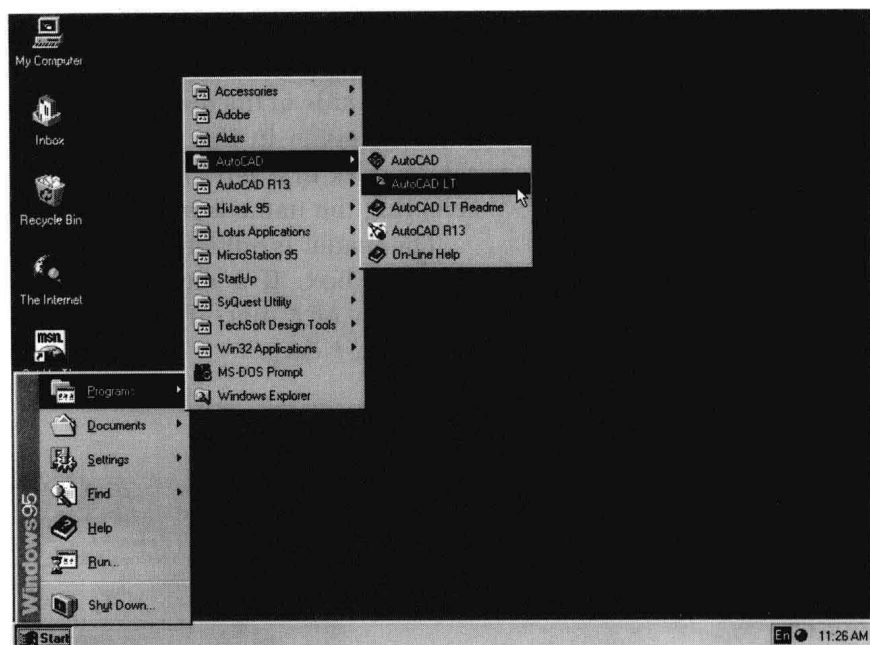 My Computer
Inbox
Recycle Bin
The Internet
msn.
Accessories
Adobe
Aldus
AutoCAD
AutoCAD R13
HiJaak 95
Lotus Applications
MicroStation 95
StartUp
SyQuest Utility
TechSoft Design Tools
Win32 Applications
MS-DOS Prompt
Windows Explorer
AutoCAD
AutoCAD LT
AutoCAD LT Readme
AutoCAD R13
On-Line Help
Programs
Documents
Settings
Find
Help
Run...
Shut Down...
Windows95
Start
En
11:26 AM